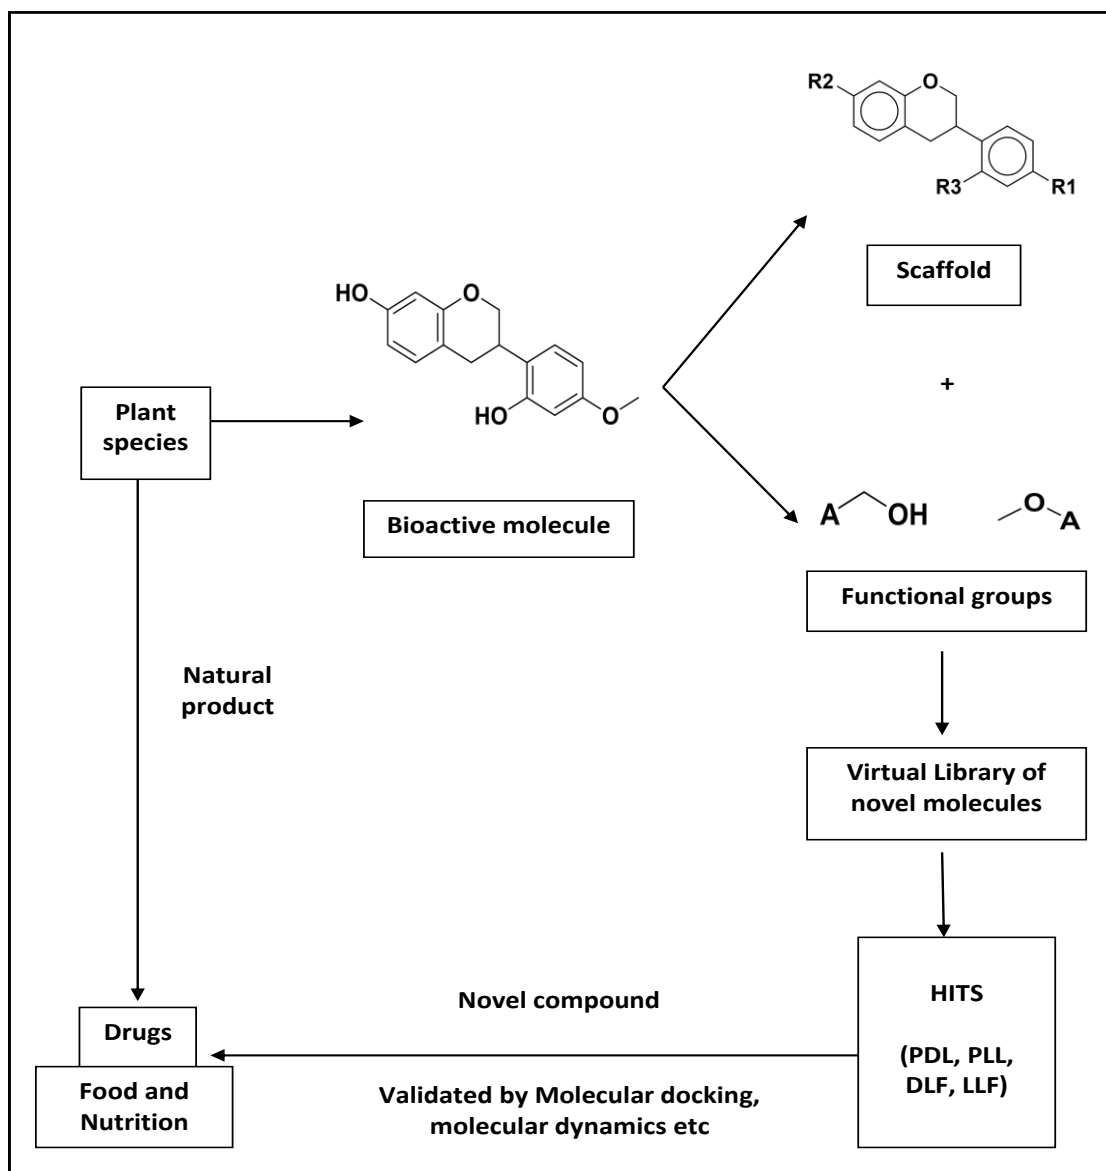 R2
O
R3
R1
Scaffold
HO
O
HO
O
+
Plant
species
Bioactive molecule
A
OH
O
A
Functional groups
Natural
product
Virtual Library of
novel molecules
HITS
(PDL, PLL,
DLF, LLF)
Novel compound
Drugs
Food and
Nutrition
Validated by Molecular docking,
molecular dynamics etc